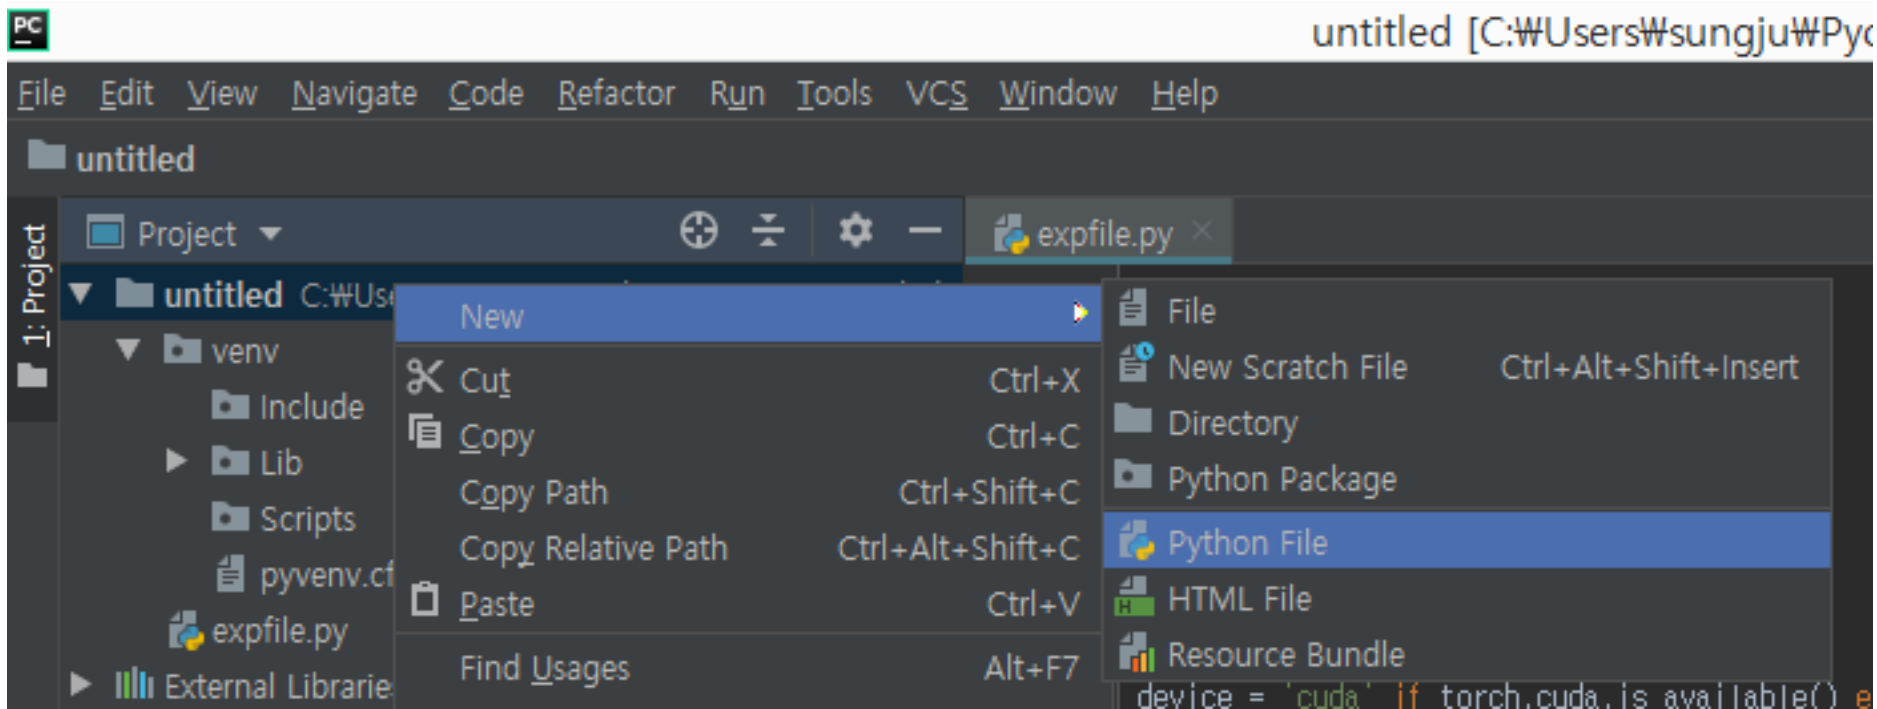 PC
untitled [C:₩Users₩sungju₩Pyc
File Edit View Navigate Code Refactor Run Tools VCS Window Help
untitled
1: Project
Project
expfile.py
untitled C:₩Use
venv
Include
Lib
Scripts
pyvenv.cf
expfile.py
External Librarie
New
Cut Ctrl+X
Copy Ctrl+C
Copy Path Ctrl+Shift+C
Copy Relative Path Ctrl+Alt+Shift+C
Paste Ctrl+V
Find Usages Alt+F7
File
New Scratch File Ctrl+Alt+Shift+Insert
Directory
Python Package
Python File
HTML File
Resource Bundle
device = 'cuda' if torch.cuda.is_available() e